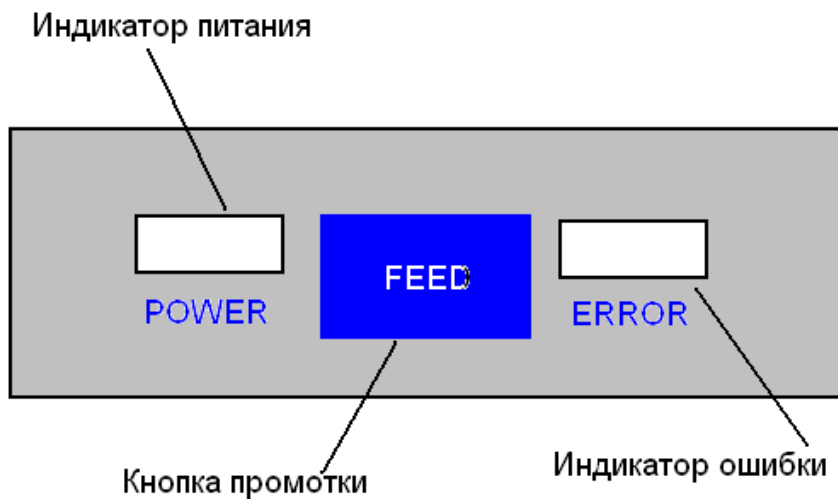 Индикатор питания
FEED
POWER
ERROR
Индикатор ошибки
Кнопка промотки